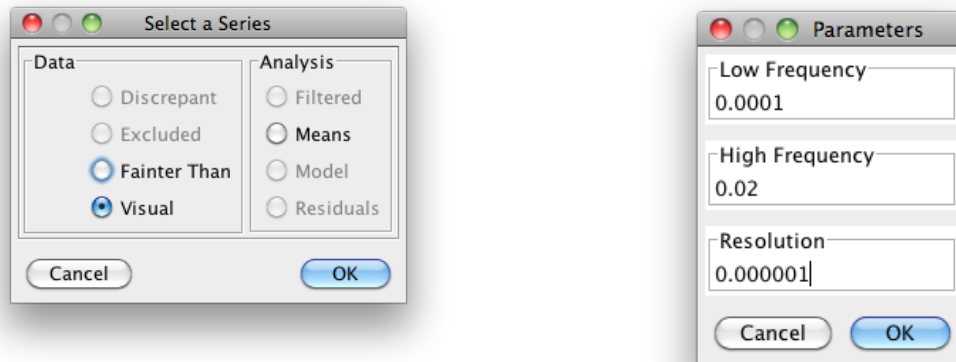 Select a Series
Data
Analysis
Discrepant
Filtered
Excluded
Means
Fainter Than
Model
Visual
Residuals
Cancel
OK
Parameters
Low Frequency
0.0001
High Frequency
0.02
Resolution
0.000001
Cancel
OK